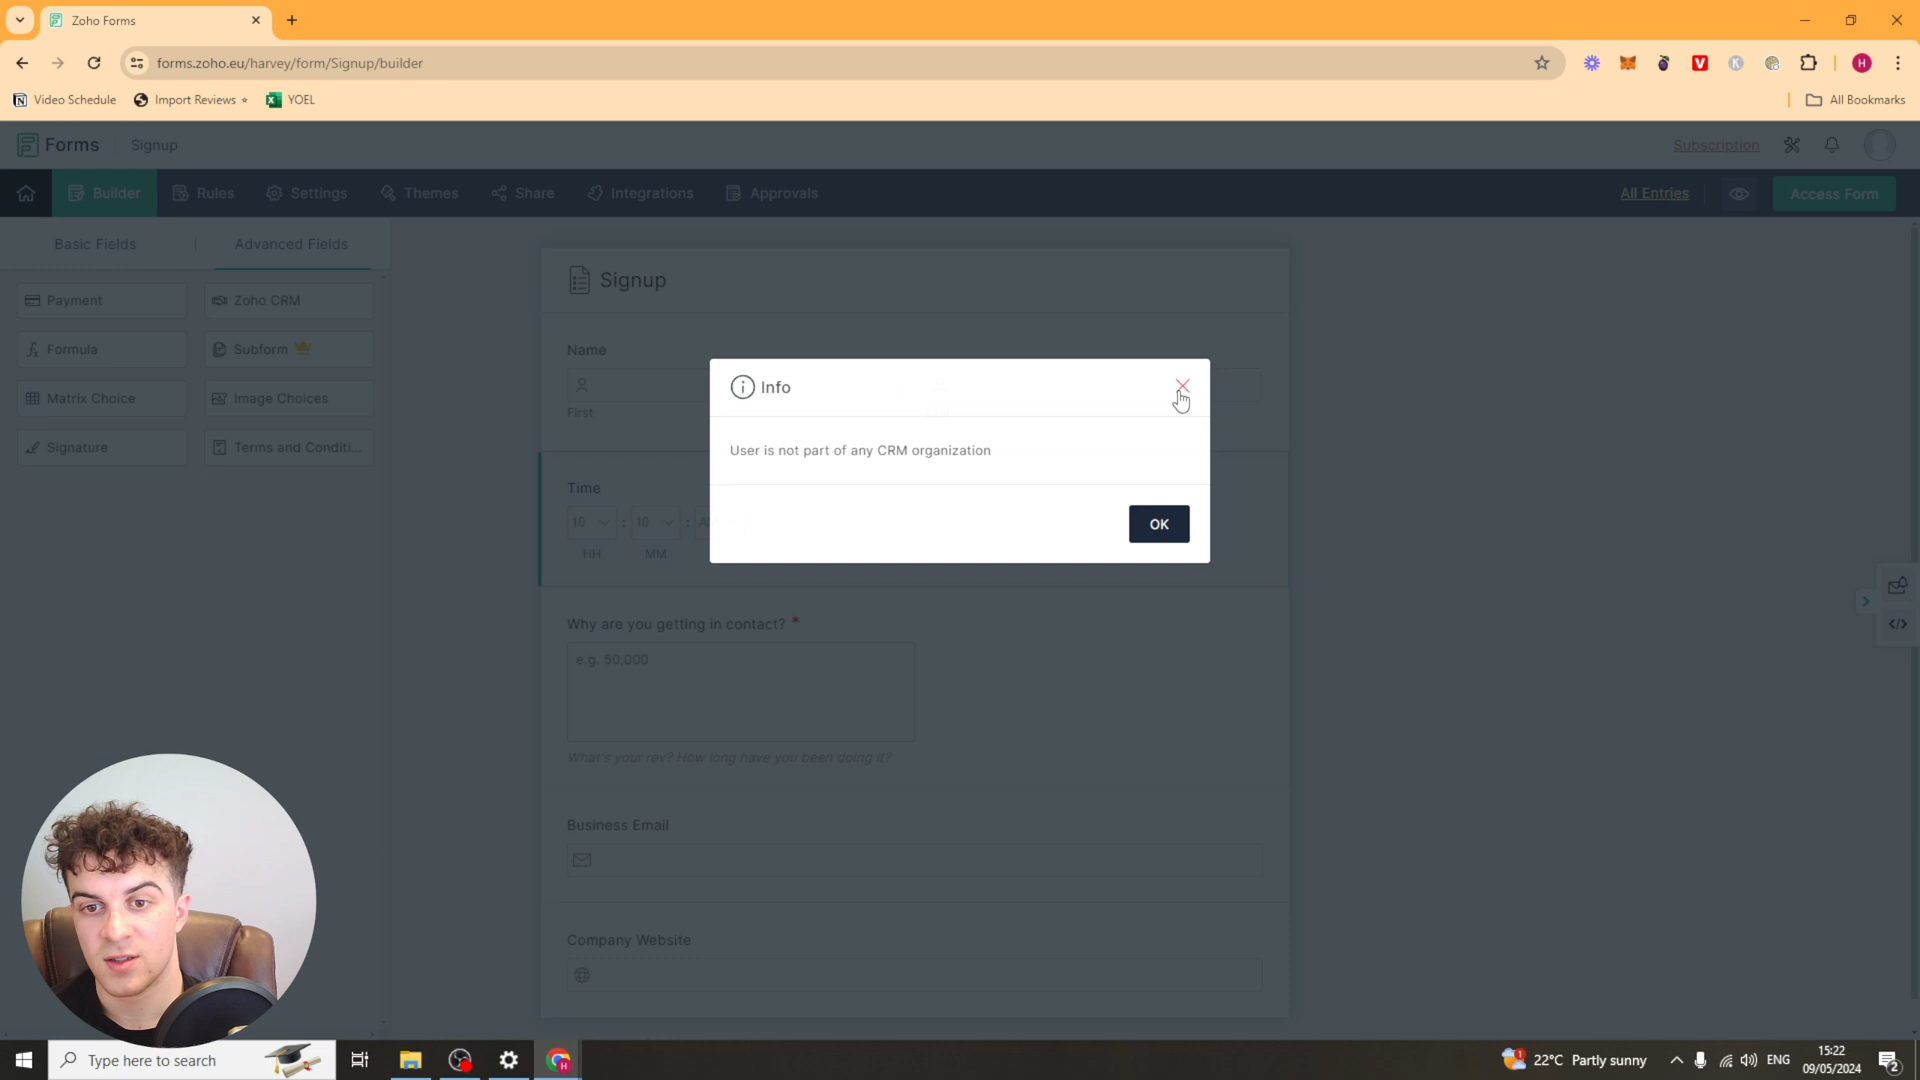 Zoho Forms
forms.zoho.eu/harvey/form/Signup/builder
Video Schedule
Import Reviews
YOEL
All Bookmarks
Forms
Signup
Subscription
Builder
Rules
Settings
Themes
Share
Integrations
Approvals
All Entries
Access Form
Basic Fields
Advanced Fields
Payment
Zoho CRM
Formula
Subform
Matrix Choice
Image Choices
Signature
Terms and Conditi...
Signup
Name
First
Info
User is not part of any CRM organization
OK
Time
10 : 10 :
HH MM
Why are you getting in contact? *
e.g. 50,000
What's your rev? How long have you been doing it?
Business Email
Company Website
Type here to search
22°C Partly sunny
ENG
15:22
09/05/2024